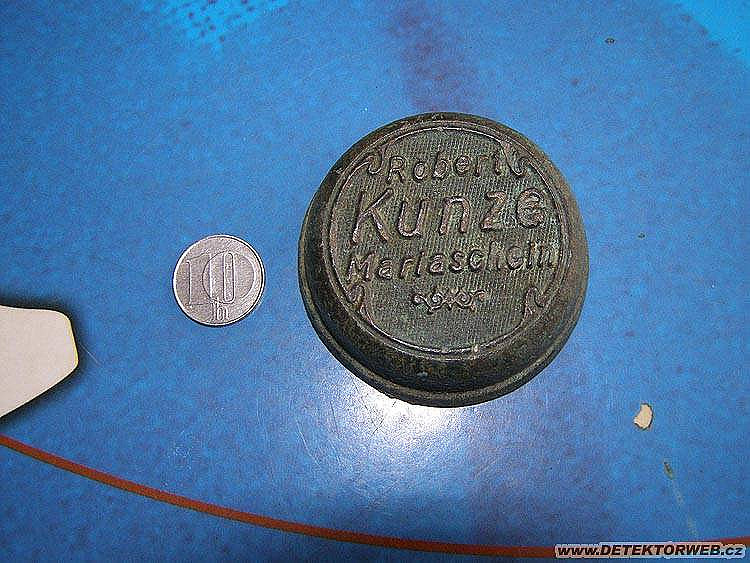 Robert
Kunze
Mariaschein.
10
h
www.DETEKTORWEB.cz